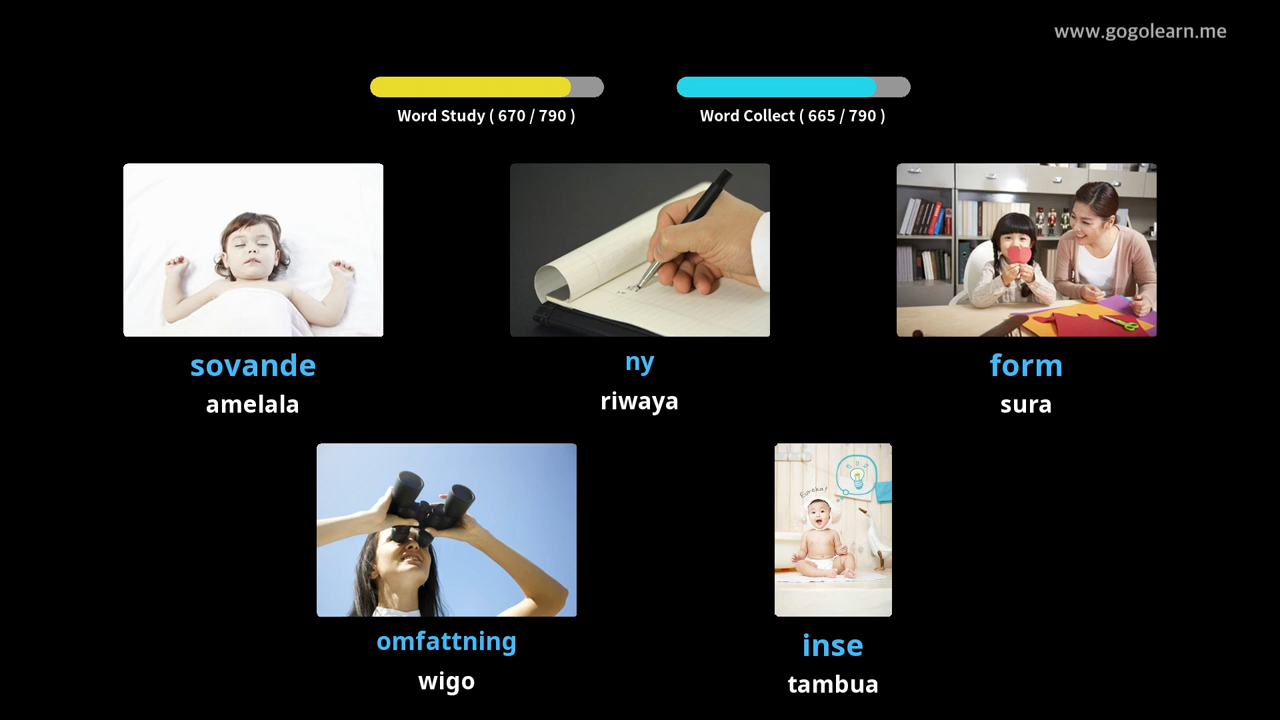 www.gogolearn.me
Word Study ( 670 / 790 )
Word Collect ( 665 / 790 )
sovande
amelala
ny
riwaya
form
sura
Eureka!
omfattning
wigo
inse
tambua